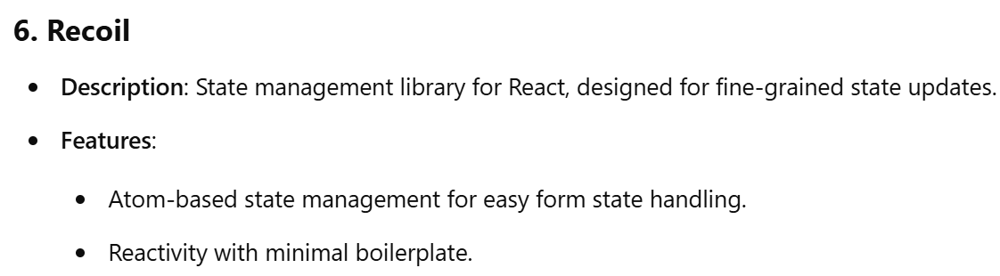 6. Recoil
• Description: State management library for React, designed for fine-grained state updates.
• Features:
• Atom-based state management for easy form state handling.
• Reactivity with minimal boilerplate.